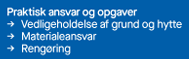 Praktisk ansvar og opgaver
→ Vedligeholdelse af grund og hytte
→ Materialeansvar
→ Rengøring